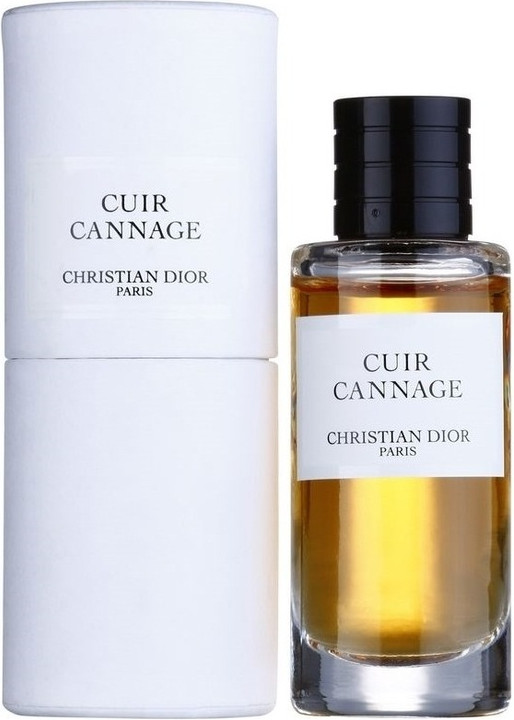 CUIR
CANNAGE
CHRISTIAN DIOR
PARIS
CUIR
CANNAGE
CHRISTIAN DIOR
PARIS